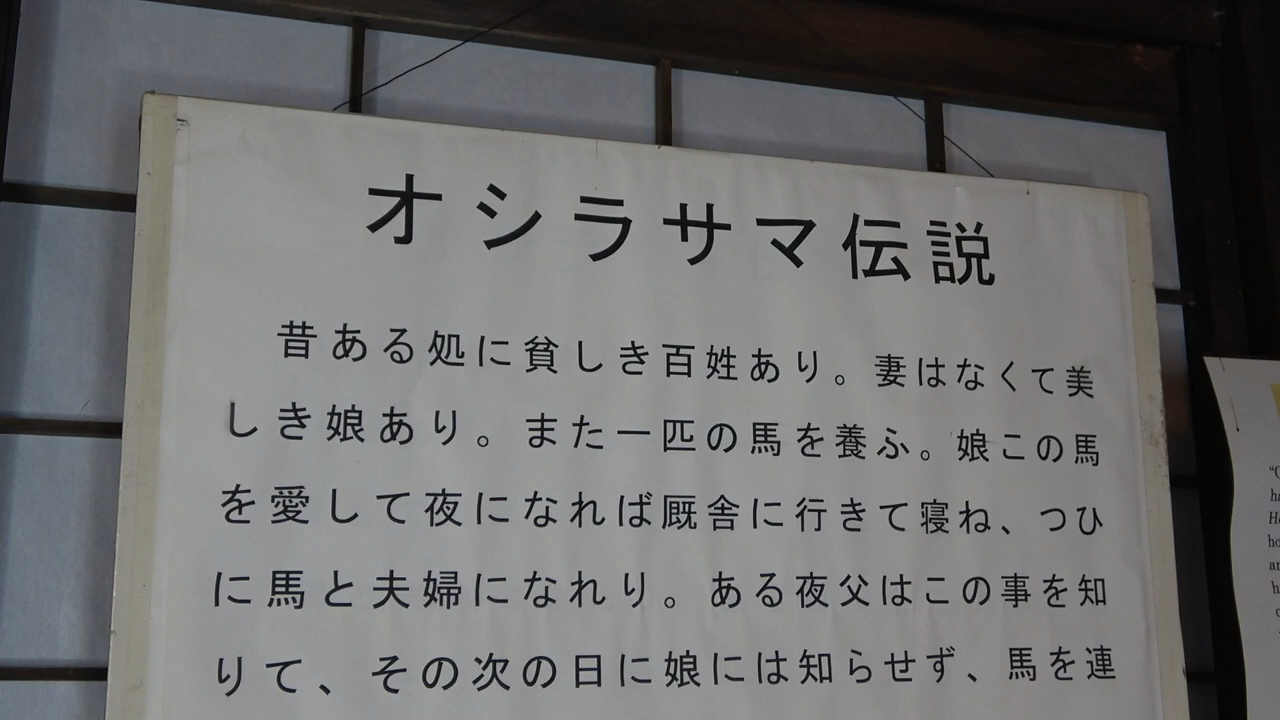 オシラサマ伝説
昔ある処に貧しき百姓あり。妻はなくて美
しき娘あり。また一匹の馬を養ふ。娘この馬
を愛して夜になれば厩舎に行きて寝ね、つひ
に馬と夫婦になれり。ある夜父はこの事を知
りて、その次の日に娘には知らせず、馬を連